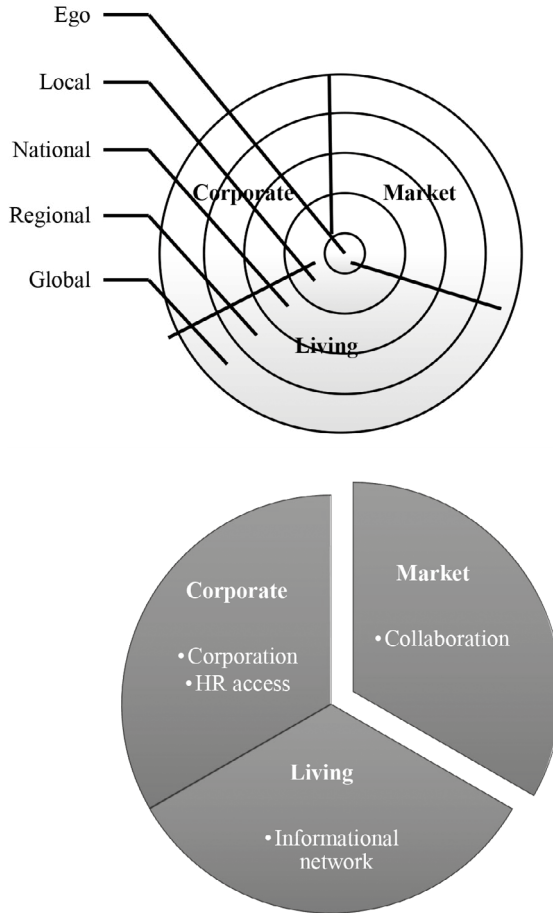 Ego
Local
National
Regional
Global
Corporate
Market
Living
Corporate
• Corporation
• HR access
Market
• Collaboration
Living
• Informational
network